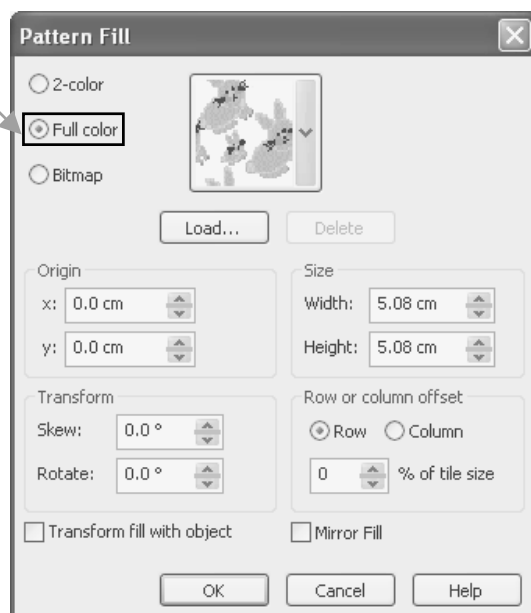 Pattern Fill
2-color
Full color
Bitmap
Load...
Delete
Origin
x: 0.0 cm
y: 0.0 cm
Size
Width: 5.08 cm
Height: 5.08 cm
Transform
Skew: 0.0 °
Rotate: 0.0 °
Row or column offset
Row Column
0 % of tile size
Transform fill with object
Mirror Fill
OK Cancel Help